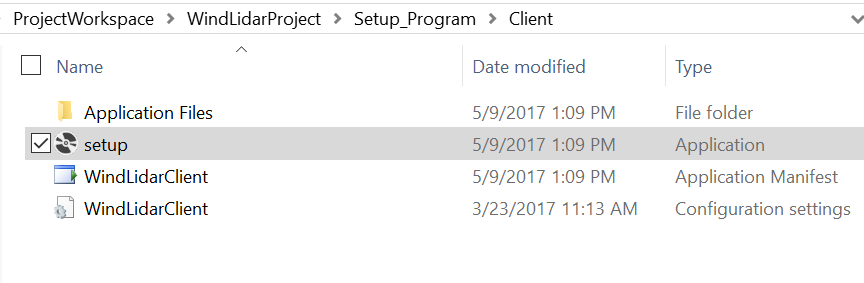 ProjectWorkspace > WindLidarProject > Setup_Program > Client
Name Date modified Type
Application Files 5/9/2017 1:09 PM File folder
setup 5/9/2017 1:09 PM Application
WindLidarClient 5/9/2017 1:09 PM Application Manifest
WindLidarClient 3/23/2017 11:13 AM Configuration settings